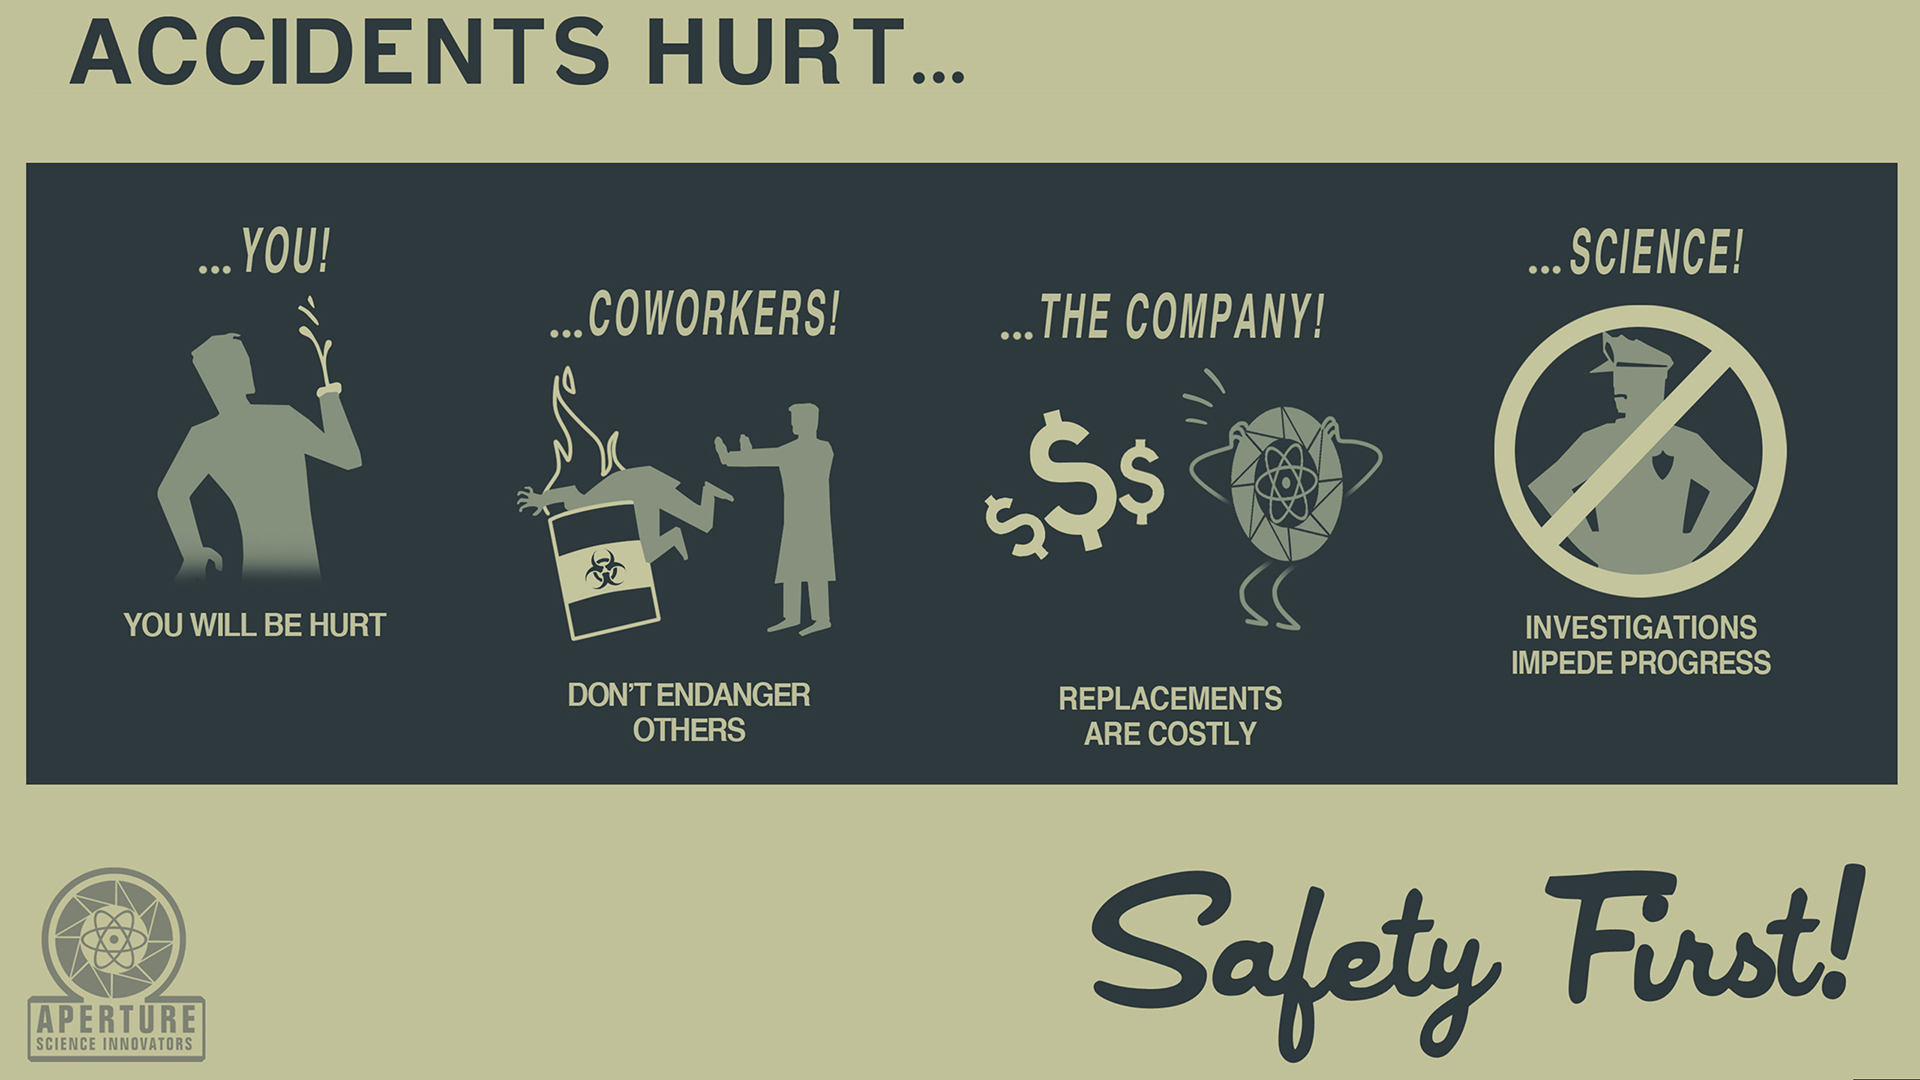 ACCIDENTS HURT...
...YOU!
YOU WILL BE HURT
...COWORKERS!
DON'T ENDANGER
OTHERS
...THE COMPANY!
$$$
REPLACEMENTS
ARE COSTLY
...SCIENCE!
INVESTIGATIONS
IMPEDE PROGRESS
APERTURE
SCIENCE INNOVATORS
Safety First!